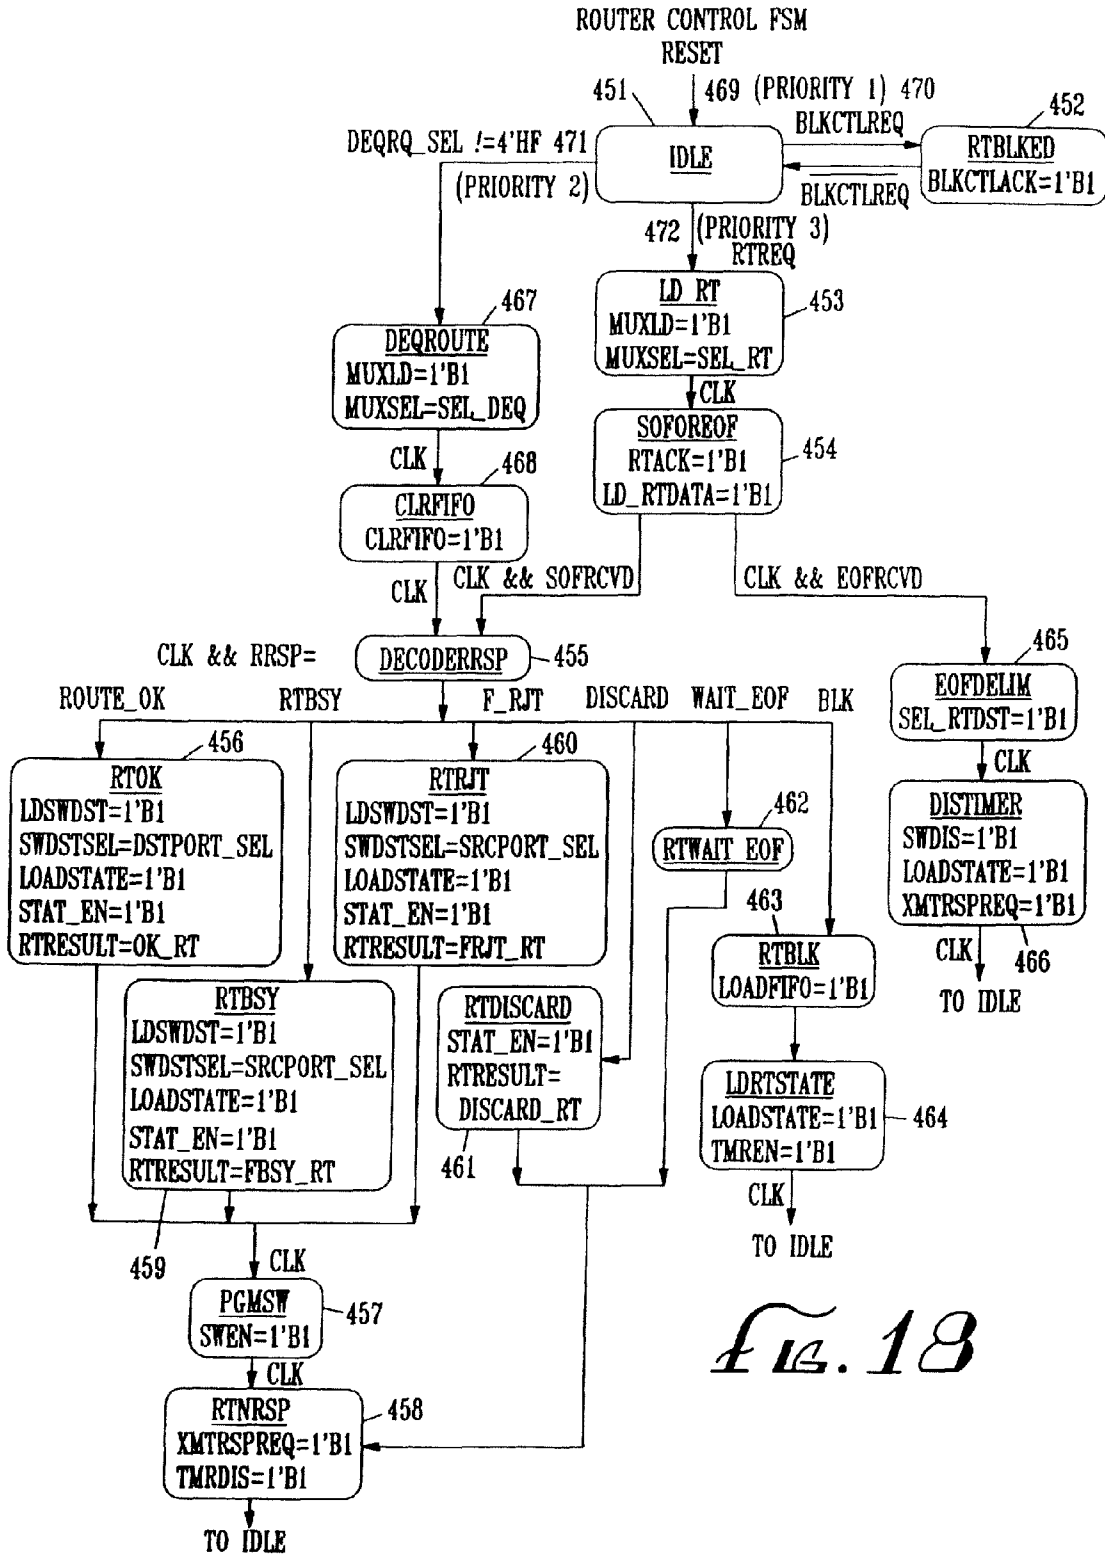 ROUTER CONTROL FSM
RESET
451
469 (PRIORITY 1) 470
452
BLKCTLREQ
IDLE
RTBLKED
BLKCTLACK=1'B1
BLKCTLREQ
DEQRQ_SEL !=4'HF 471
(PRIORITY 2)
472 (PRIORITY 3)
RTREQ
467
DEQROUTE
MUXLD=1'B1
MUXSEL=SEL_DEQ
LD RT
MUXLD=1'B1
MUXSEL=SEL_RT
453
CLK
SOFOREOF
RTACK=1'B1
LD_RTDATA=1'B1
454
CLK
468
CLRFIFO
CLRFIFO=1'B1
CLK
CLK && SOFRCVD
CLK && EOFRCVD
CLK && RRSP=
DECODERRSP
455
465
EOFDELIM
SEL_RTDST=1'B1
CLK
ROUTE_OK
RTBSY
F_RJT
DISCARD
WAIT_EOF
BLK
456
RTOK
LDSWDST=1'B1
SWDSTSEL=DSTPORT_SEL
LOADSTATE=1'B1
STAT_EN=1'B1
RTRESULT=OK_RT
460
RTRJT
LDSWDST=1'B1
SWDSTSEL=SRCPORT_SEL
LOADSTATE=1'B1
STAT_EN=1'B1
RTRESULT=FRJT_RT
462
RTWAIT EOF
DISTIMER
SWDIS=1'B1
LOADSTATE=1'B1
XMTRSPREQ=1'B1
CLK
466
TO IDLE
463
RTBLK
LOADFIFO=1'B1
RTBSY
LDSWDST=1'B1
SWDSTSEL=SRCPORT_SEL
LOADSTATE=1'B1
STAT_EN=1'B1
RTRESULT=FBSY_RT
459
RTDISCARD
STAT_EN=1'B1
RTRESULT=
DISCARD_RT
461
LDRTSTATE
LOADSTATE=1'B1
TMREN=1'B1
464
CLK
TO IDLE
CLK
PGMSW
SWEN=1'B1
457
CLK
RTNRSP
XMTRSPREQ=1'B1
TMRDIS=1'B1
458
TO IDLE
FIG. 18